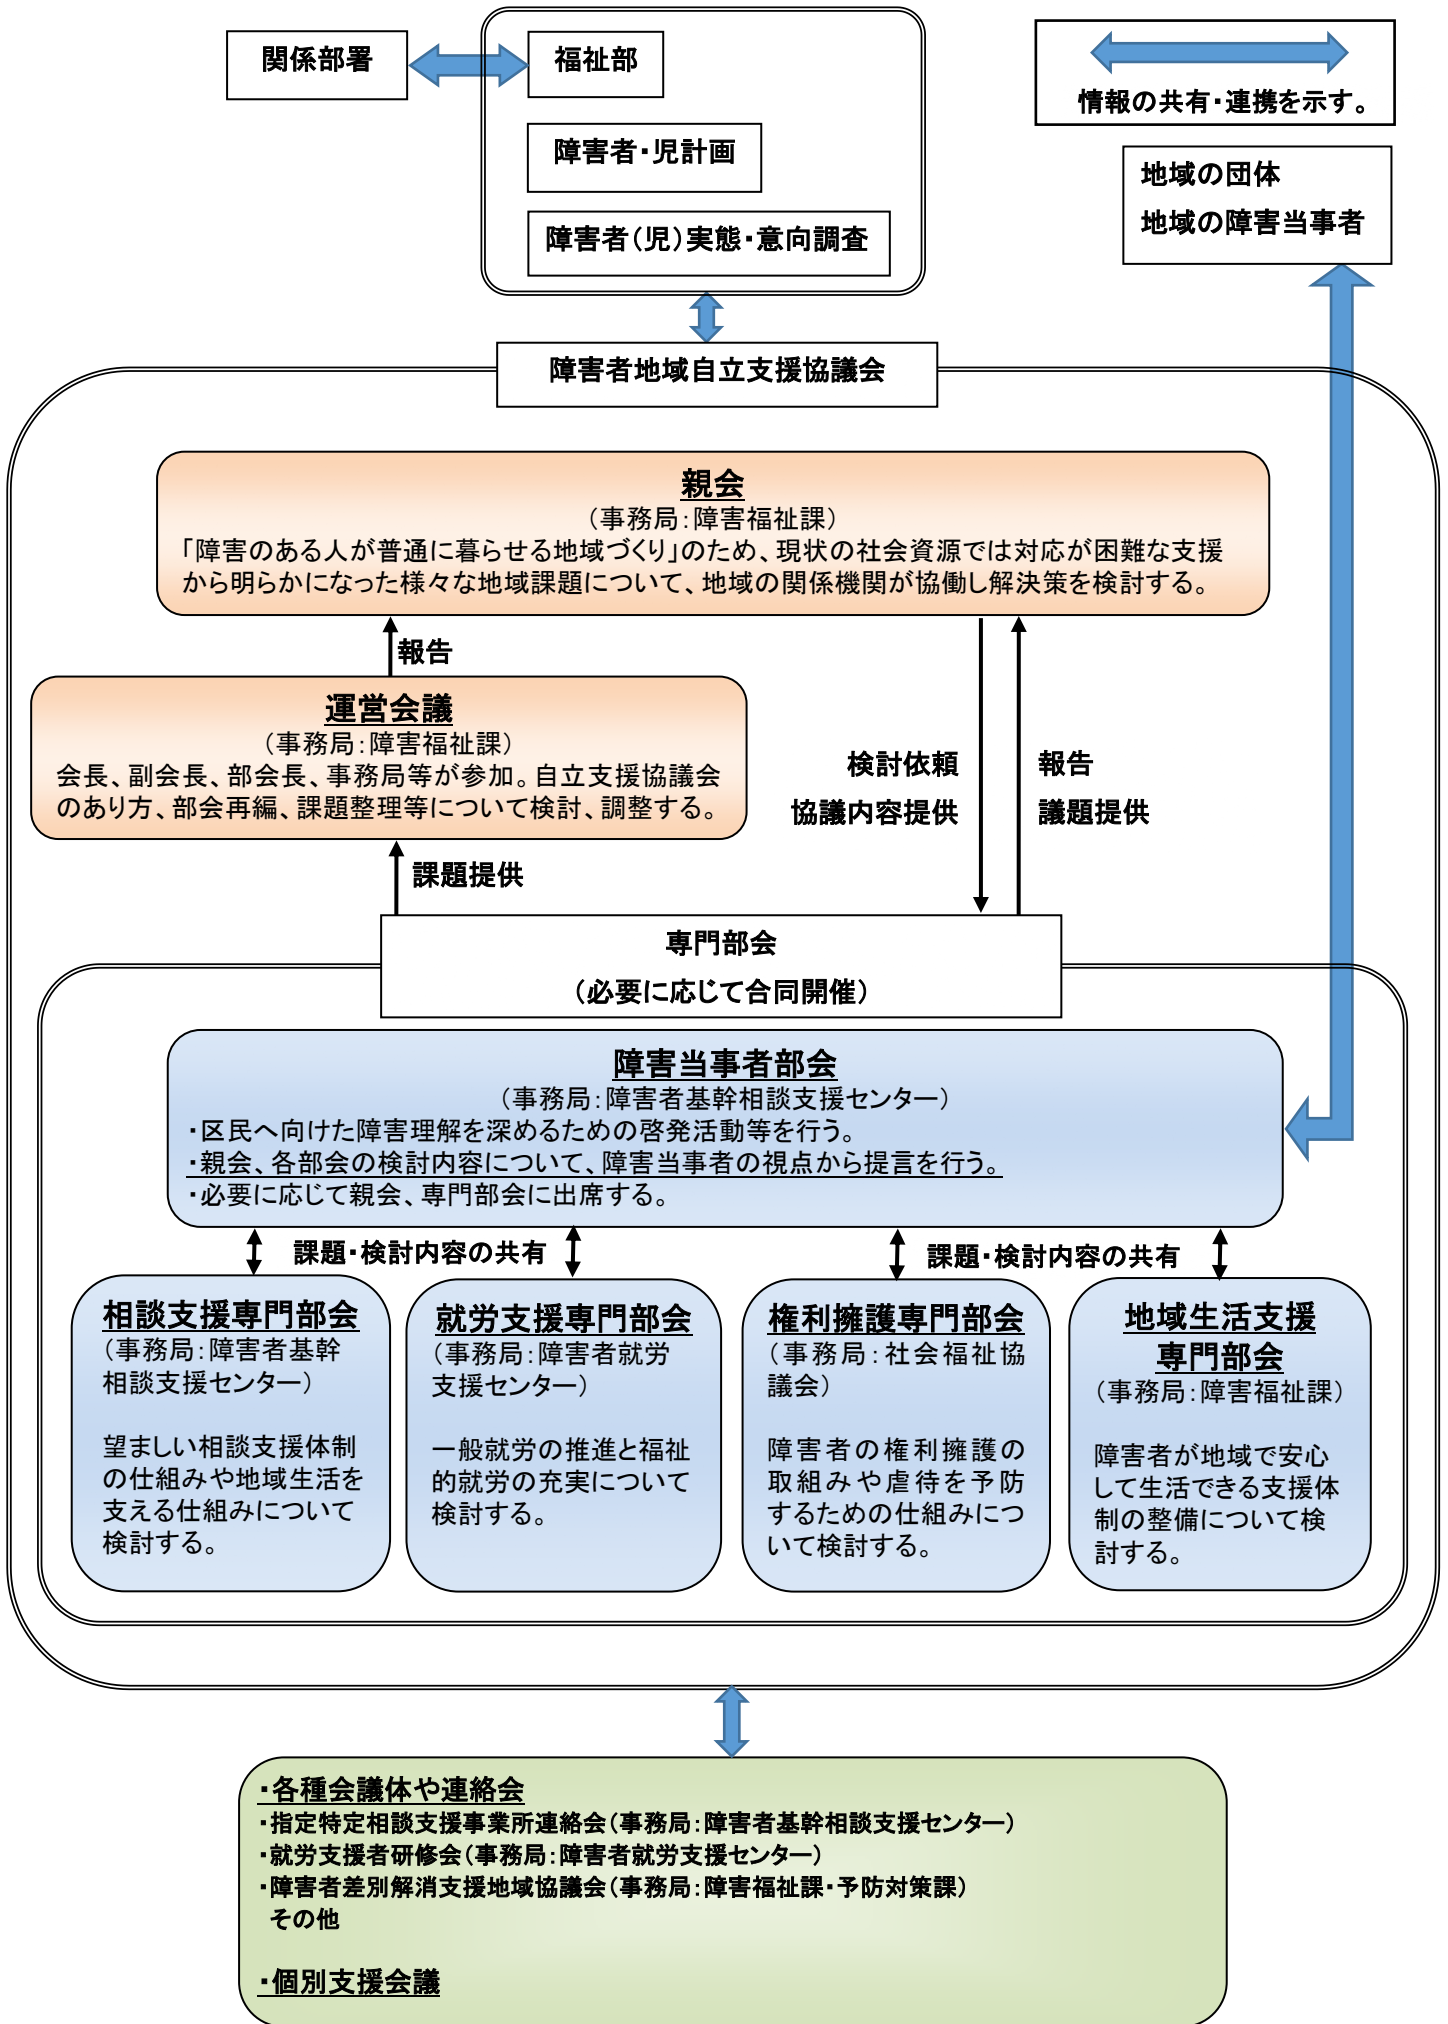 関係部署
福祉部
障害者・児計画
障害者（児）実態・意向調査
情報の共有・連携を示す。
地域の団体
地域の障害当事者
障害者地域自立支援協議会
親会
（事務局：障害福祉課）
「障害のある人が普通に暮らせる地域づくり」のため、現状の社会資源では対応が困難な支援
から明らかになった様々な地域課題について、地域の関係機関が協働し解決策を検討する。
報告
運営会議
（事務局：障害福祉課）
会長、副会長、部会長、事務局等が参加。自立支援協議会
のあり方、部会再編、課題整理等について検討、調整する。
検討依頼
協議内容提供
報告
議題提供
課題提供
専門部会
（必要に応じて合同開催）
障害当事者部会
（事務局：障害者基幹相談支援センター）
・区民へ向けた障害理解を深めるための啓発活動等を行う。
・親会、各部会の検討内容について、障害当事者の視点から提言を行う。
・必要に応じて親会、専門部会に出席する。
課題・検討内容の共有
課題・検討内容の共有
相談支援専門部会
（事務局：障害者基幹
相談支援センター）
望ましい相談支援体制
の仕組みや地域生活を
支える仕組みについて
検討する。
就労支援専門部会
（事務局：障害者就労
支援センター）
一般就労の推進と福祉
的就労の充実について
検討する。
権利擁護専門部会
（事務局：社会福祉協
議会）
障害者の権利擁護の
取組みや虐待を予防
するための仕組みにつ
いて検討する。
地域生活支援
専門部会
（事務局：障害福祉課）
障害者が地域で安心
して生活できる支援体
制の整備について検
討する。
・各種会議体や連絡会
・指定特定相談支援事業所連絡会（事務局：障害者基幹相談支援センター）
・就労支援者研修会（事務局：障害者就労支援センター）
・障害者差別解消支援地域協議会（事務局：障害福祉課・予防対策課）
その他
・個別支援会議